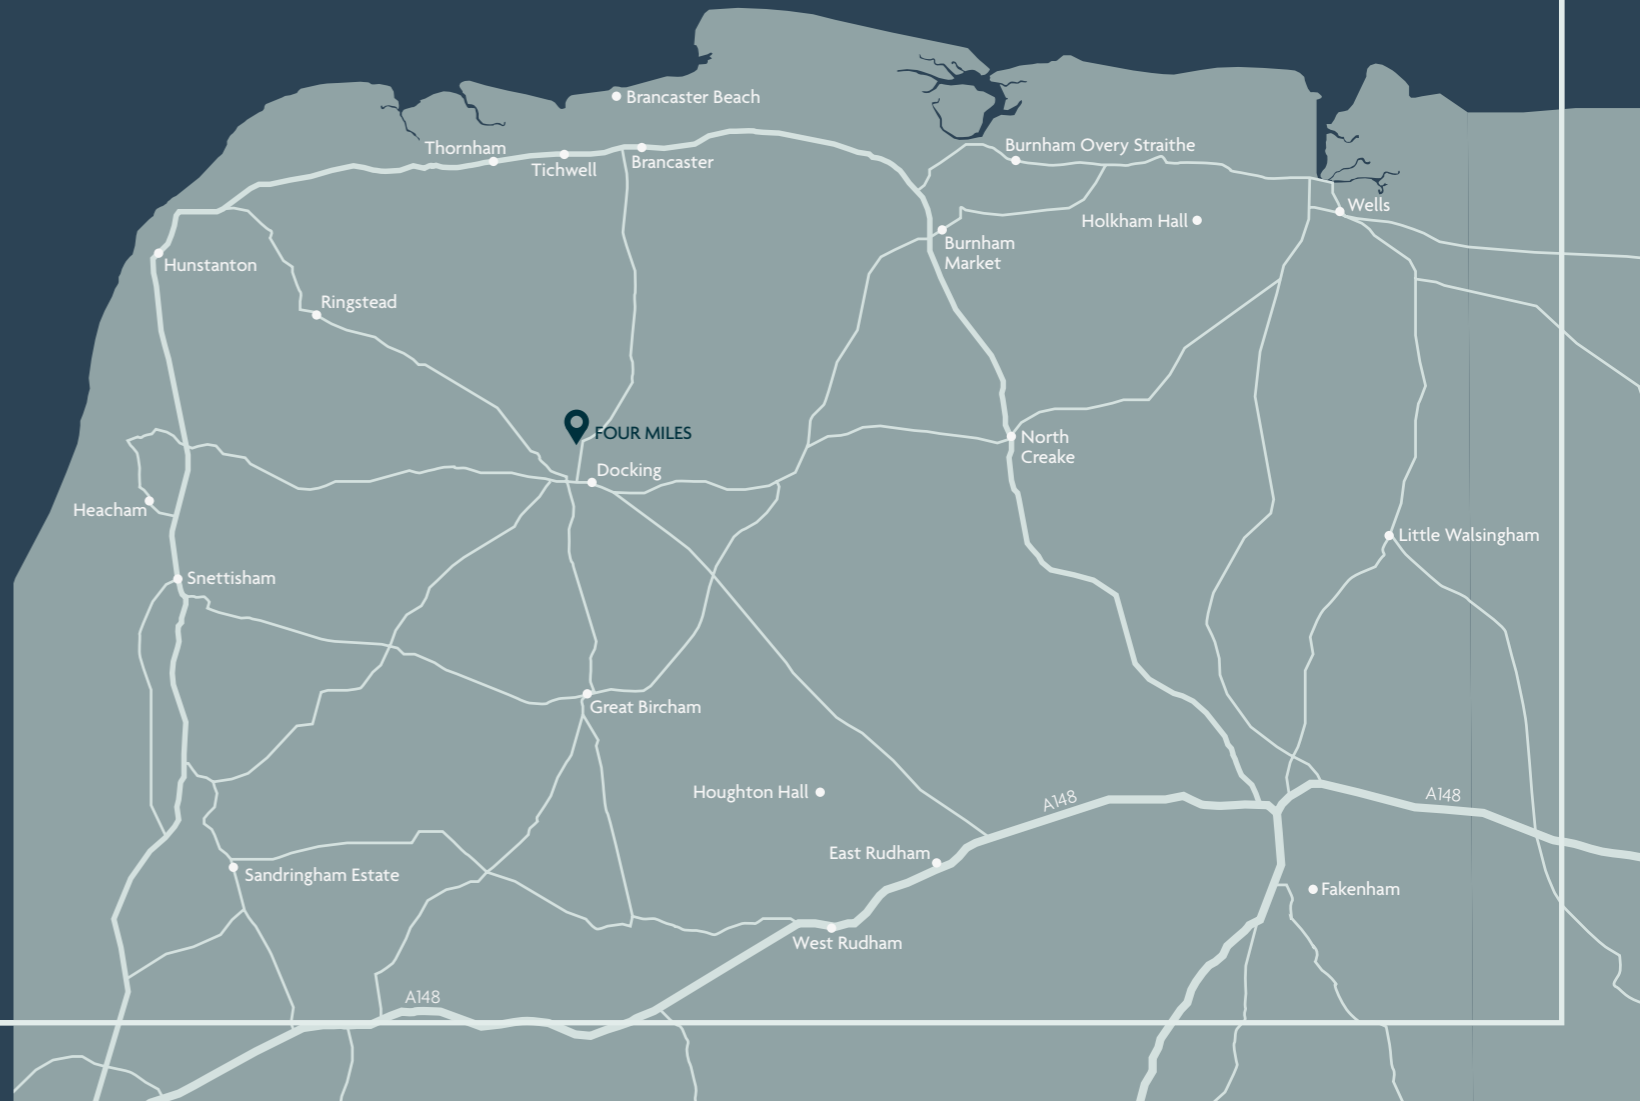 Brancaster Beach
Thornham
Tichwell
Brancaster
Burnham Overy Straithe
Wells
Holkham Hall
Burnham
Market
Hunstanton
Ringstead
FOUR MILES
North
Creake
Docking
Heacham
Little Walsingham
Snettisham
Great Bircham
Houghton Hall
A148
A148
East Rudham
Sandringham Estate
Fakenham
West Rudham
A148